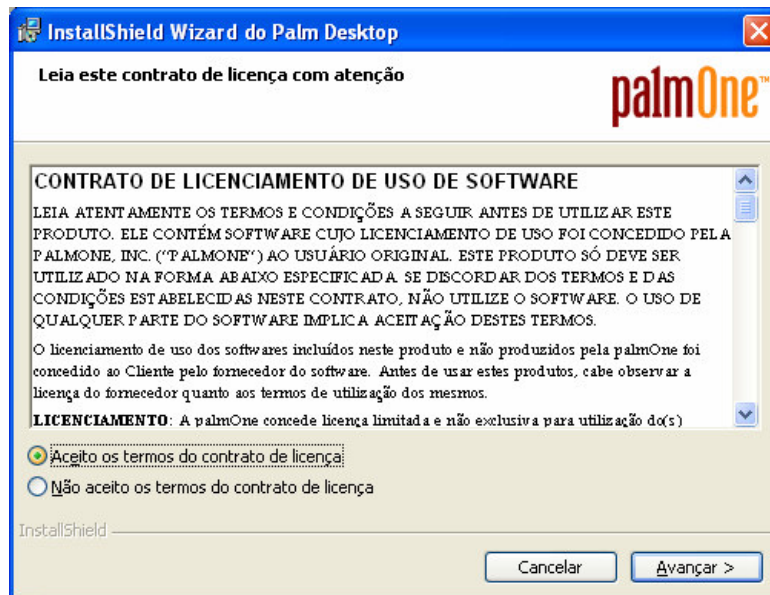 InstallShield Wizard do Palm Desktop
Leia este contrato de licença com atenção
palmOne™
CONTRATO DE LICENCIAMENTO DE USO DE SOFTWARE
LEIA ATENTAMENTE OS TERMOS E CONDIÇÕES A SEGUIR ANTES DE UTILIZAR ESTE
PRODUTO. ELE CONTÉM SOFTWARE CUJO LICENCIAMENTO DE USO FOI CONCEDIDO PELA
PALMONE, INC. ("PALMONE") AO USUÁRIO ORIGINAL. ESTE PRODUTO SÓ DEVE SER
UTILIZADO NA FORMA ABAIXO ESPECIFICADA. SE DISCORDAR DOS TERMOS E DAS
CONDIÇÕES ESTABELECIDAS NESTE CONTRATO, NÃO UTILIZE O SOFTWARE. O USO DE
QUALQUER PARTE DO SOFTWARE IMPLICA ACEITAÇÃO DESTES TERMOS.
O licenciamento de uso dos softwares incluídos neste produto e não produzidos pela palmOne foi
concedido ao Cliente pelo fornecedor do software. Antes de usar estes produtos, cabe observar a
licença do fornecedor quanto aos termos de utilização dos mesmos.
LICENCIAMENTO: A palmOne concede licença limitada e não exclusiva para utilização do(s)
Aceito os termos do contrato de licença
Não aceito os termos do contrato de licença
InstallShield
Cancelar
Avançar >